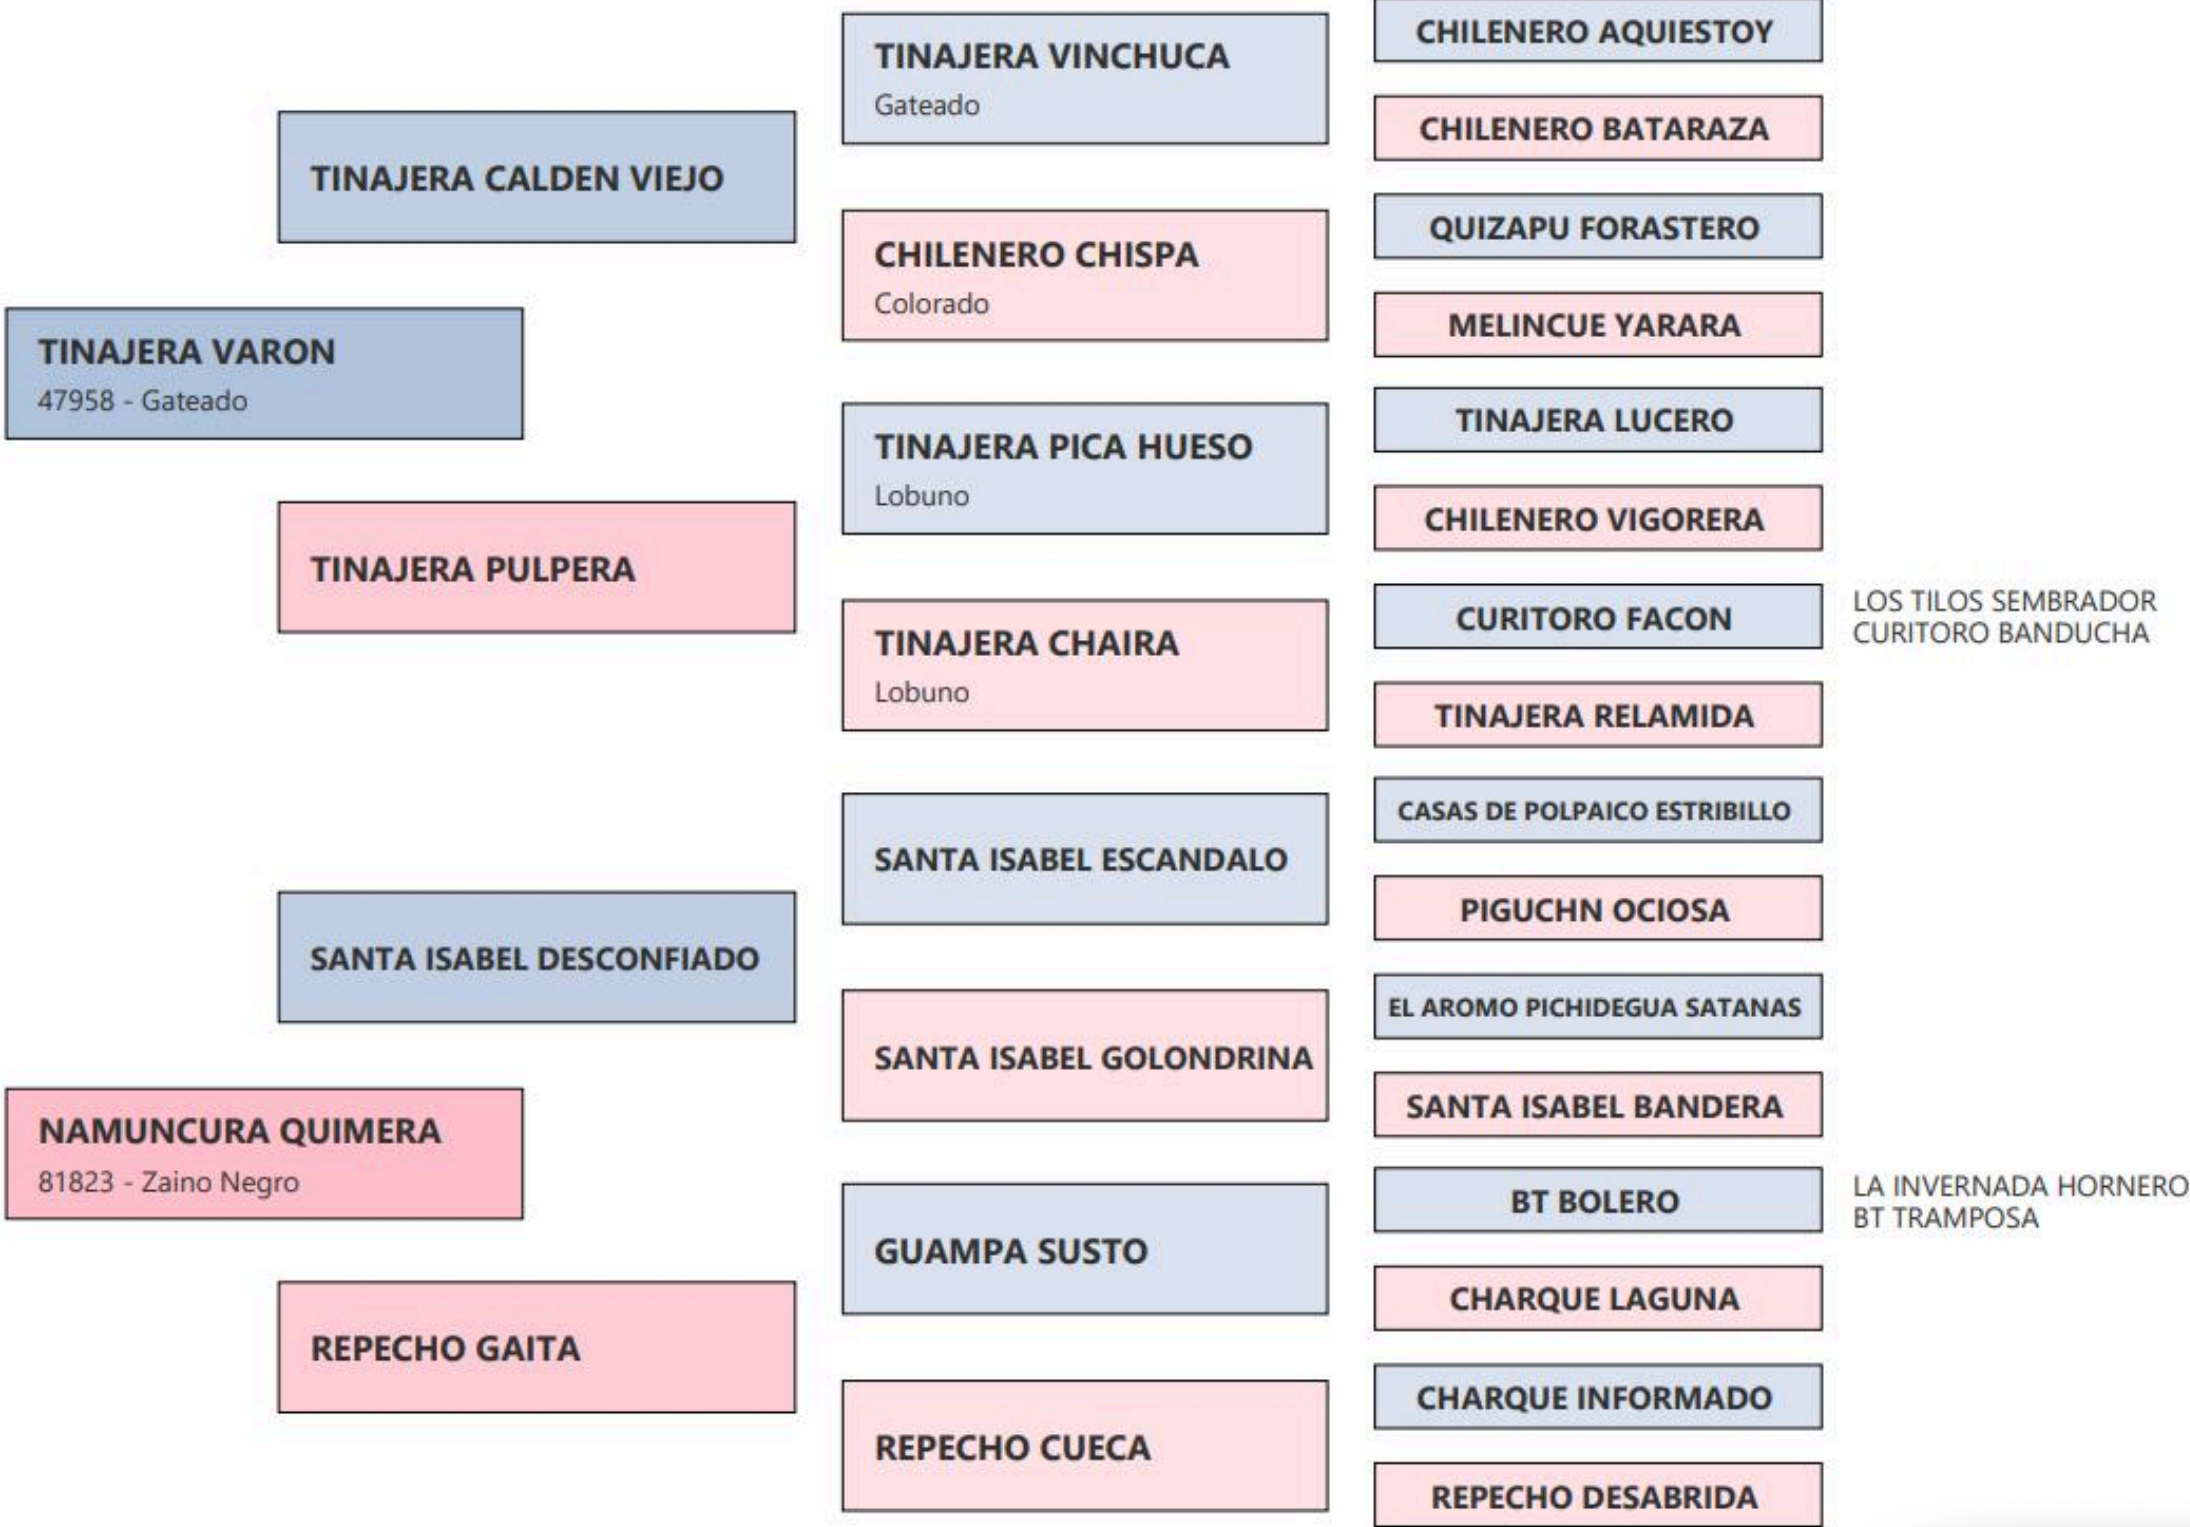 TINAJERA VARON
47958 - Gateado
TINAJERA CALDEN VIEJO
TINAJERA VINCHUCA
Gateado
CHILENERO AQUIESTOY
CHILENERO BATARAZA
CHILENERO CHISPA
Colorado
QUIZAPU FORASTERO
MELINCUE YARARA
TINAJERA PULPERA
TINAJERA PICA HUESO
Lobuno
TINAJERA LUCERO
CHILENERO VIGORERA
TINAJERA CHAIRA
Lobuno
CURITORO FACON
LOS TILOS SEMBRADOR
CURITORO BANDUCHA
TINAJERA RELAMIDA
NAMUNCURA QUIMERA
81823 - Zaino Negro
SANTA ISABEL DESCONFIADO
SANTA ISABEL ESCANDALO
CASAS DE POLPAICO ESTRIBILLO
PIGUCHN OCIOSA
SANTA ISABEL GOLONDRINA
EL AROMO PICHIDEGUA SATANAS
SANTA ISABEL BANDERA
REPECHO GAITA
GUAMPA SUSTO
BT BOLERO
LA INVERNADA HORNERO
BT TRAMPOSA
CHARQUE LAGUNA
REPECHO CUECA
CHARQUE INFORMADO
REPECHO DESABRIDA